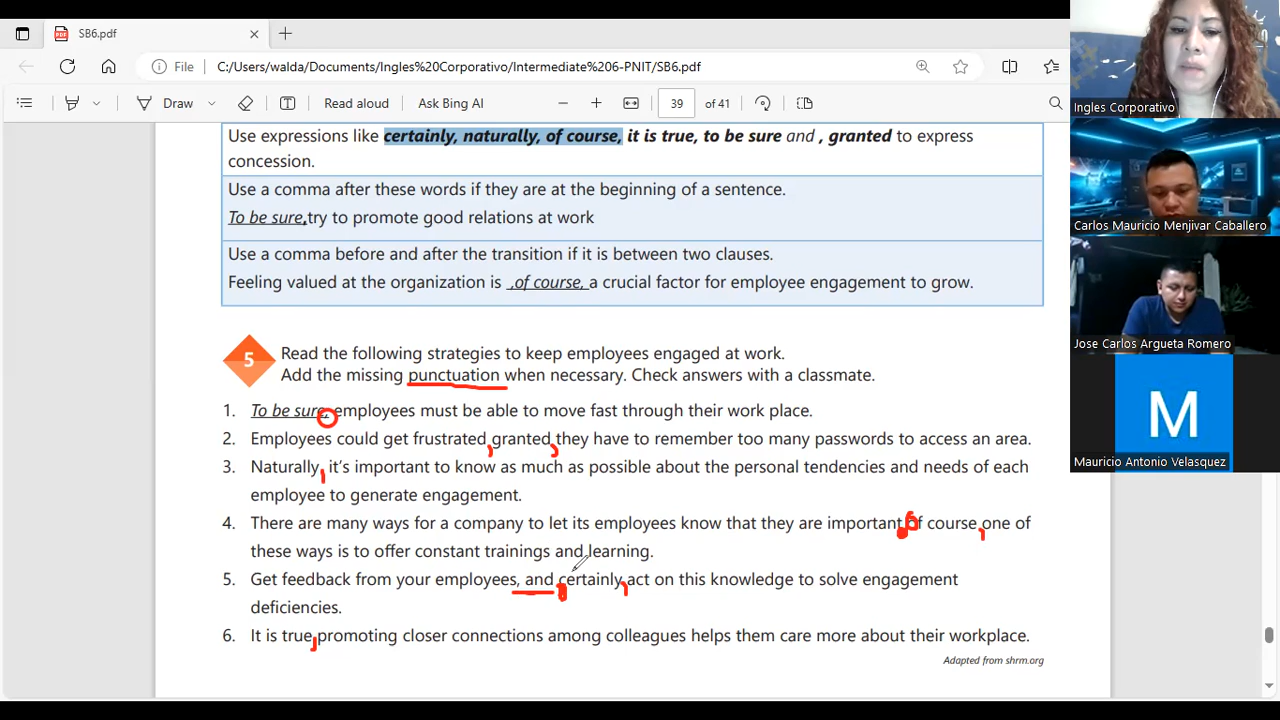 SB6.pdf
File C:/Users/walda/Documents/Ingles%20Corporativo/Intermediate%206-PNIT/SB6.pdf
Draw Read aloud Ask Bing AI 39 of 41
Use expressions like certainly, naturally, of course, it is true, to be sure and , granted to express
concession.
Use a comma after these words if they are at the beginning of a sentence.
To be sure,try to promote good relations at work
Use a comma before and after the transition if it is between two clauses.
Feeling valued at the organization is ,of course, a crucial factor for employee engagement to grow.
5 Read the following strategies to keep employees engaged at work.
Add the missing punctuation when necessary. Check answers with a classmate.
1. To be sure, employees must be able to move fast through their work place.
2. Employees could get frustrated, granted, they have to remember too many passwords to access an area.
3. Naturally, it's important to know as much as possible about the personal tendencies and needs of each
employee to generate engagement.
4. There are many ways for a company to let its employees know that they are important. Of course, one of
these ways is to offer constant trainings and learning.
5. Get feedback from your employees, and, certainly, act on this knowledge to solve engagement
deficiencies.
6. It is true, promoting closer connections among colleagues helps them care more about their workplace.
Adapted from shrm.org
Ingles Corporativo
Carlos Mauricio Menjivar Caballero
Jose Carlos Argueta Romero
M
Mauricio Antonio Velasquez